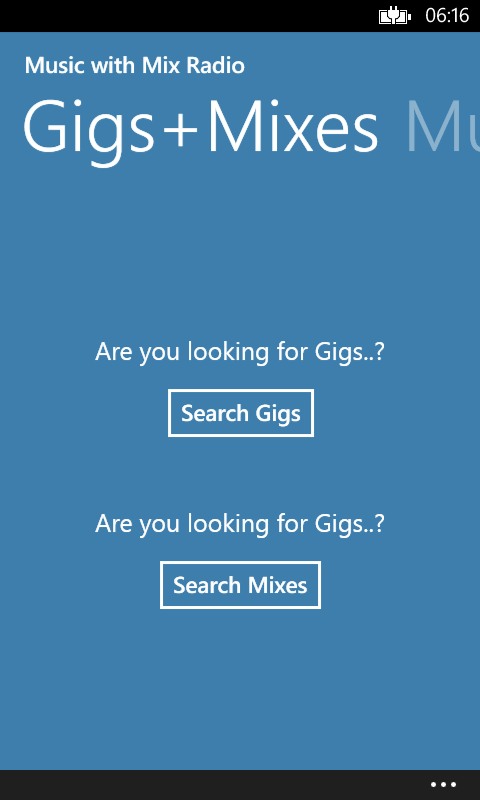 06:16
Music with Mix Radio
Gigs+Mixes Mu
Are you looking for Gigs..?
Search Gigs
Are you looking for Gigs..?
Search Mixes